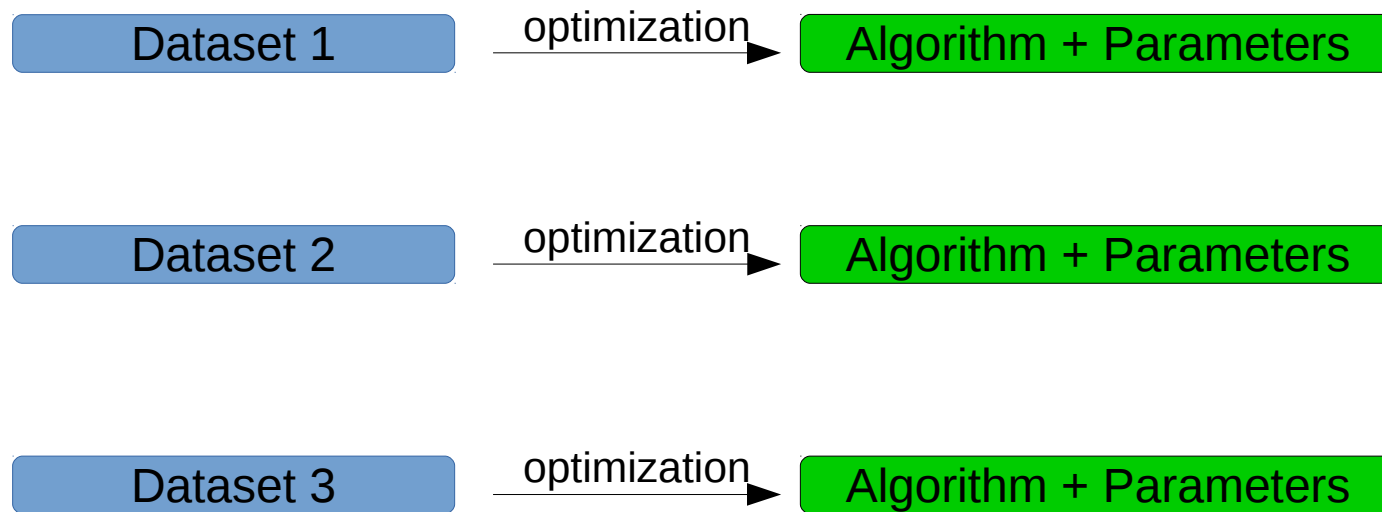 Dataset 1
optimization
Algorithm + Parameters
Dataset 2
optimization
Algorithm + Parameters
Dataset 3
optimization
Algorithm + Parameters